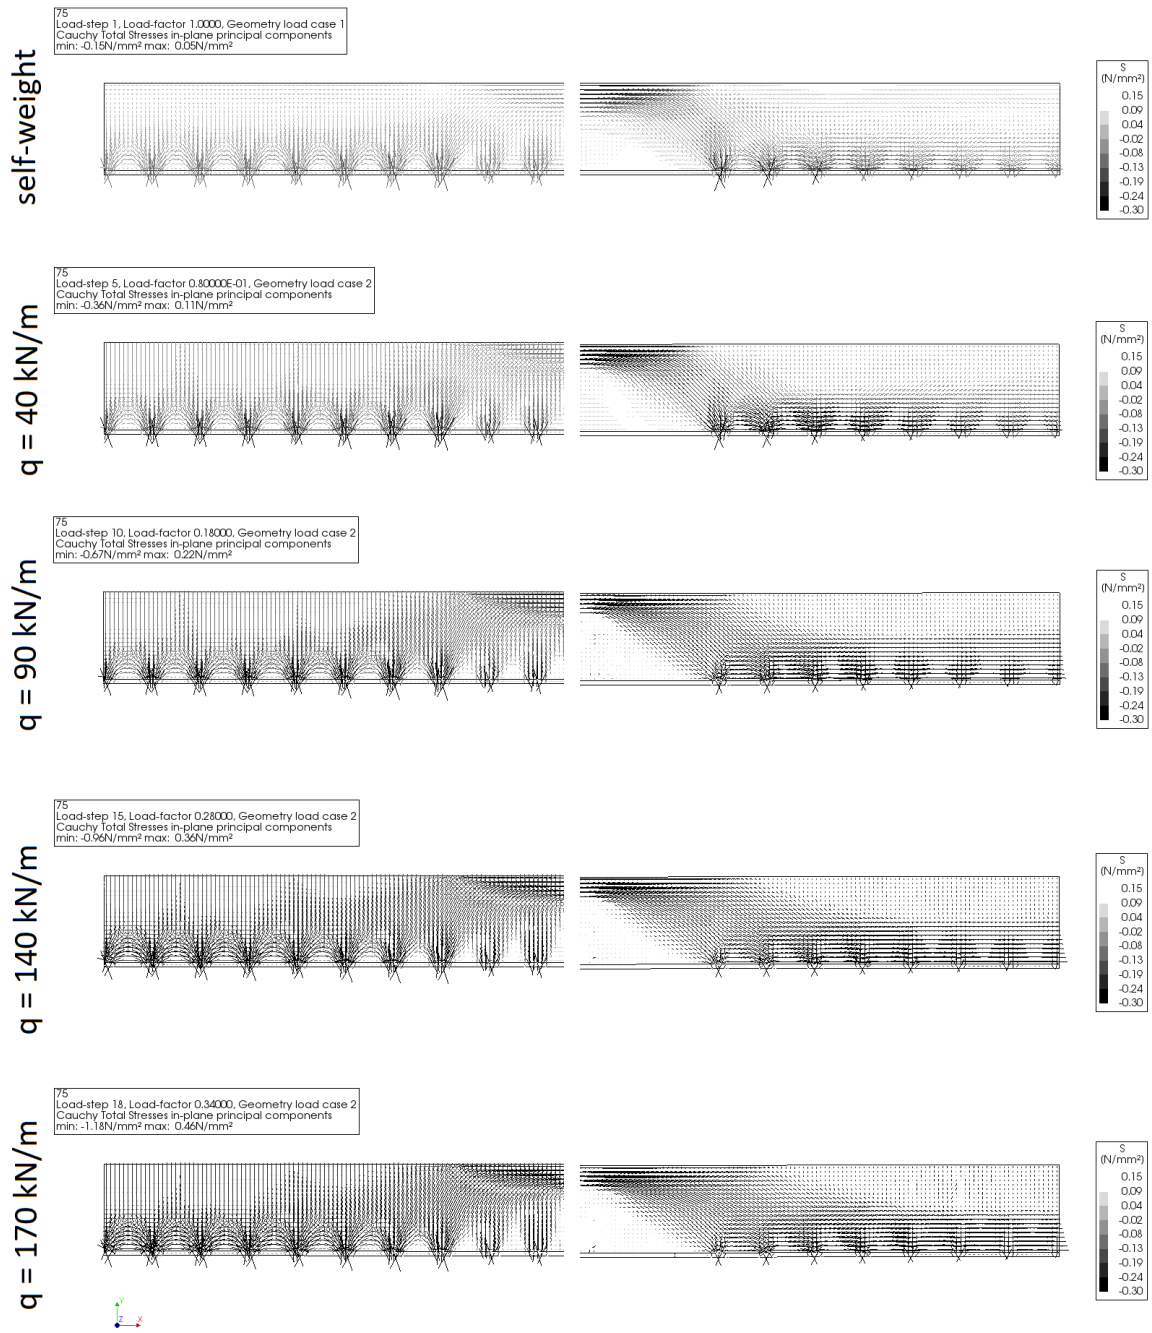 self-weight
75
Load-step 1, Load-factor 1.0000, Geometry load case 1
Cauchy Total Stresses in-plane principal components
min: -0.15N/mm² max: 0.05N/mm²
S
(N/mm²)
0.15
0.09
0.04
-0.02
-0.08
-0.13
-0.19
-0.24
-0.30
q = 40 kN/m
75
Load-step 5, Load-factor 0.80000E-01, Geometry load case 2
Cauchy Total Stresses in-plane principal components
min: -0.36N/mm² max: 0.11N/mm²
S
(N/mm²)
0.15
0.09
0.04
-0.02
-0.08
-0.13
-0.19
-0.24
-0.30
q = 90 kN/m
75
Load-step 10, Load-factor 0.18000, Geometry load case 2
Cauchy Total Stresses in-plane principal components
min: -0.67N/mm² max: 0.22N/mm²
S
(N/mm²)
0.15
0.09
0.04
-0.02
-0.08
-0.13
-0.19
-0.24
-0.30
q = 140 kN/m
75
Load-step 15, Load-factor 0.28000, Geometry load case 2
Cauchy Total Stresses in-plane principal components
min: -0.96N/mm² max: 0.36N/mm²
S
(N/mm²)
0.15
0.09
0.04
-0.02
-0.08
-0.13
-0.19
-0.24
-0.30
q = 170 kN/m
75
Load-step 18, Load-factor 0.34000, Geometry load case 2
Cauchy Total Stresses in-plane principal components
min: -1.18N/mm² max: 0.46N/mm²
S
(N/mm²)
0.15
0.09
0.04
-0.02
-0.08
-0.13
-0.19
-0.24
-0.30
Y
Z X